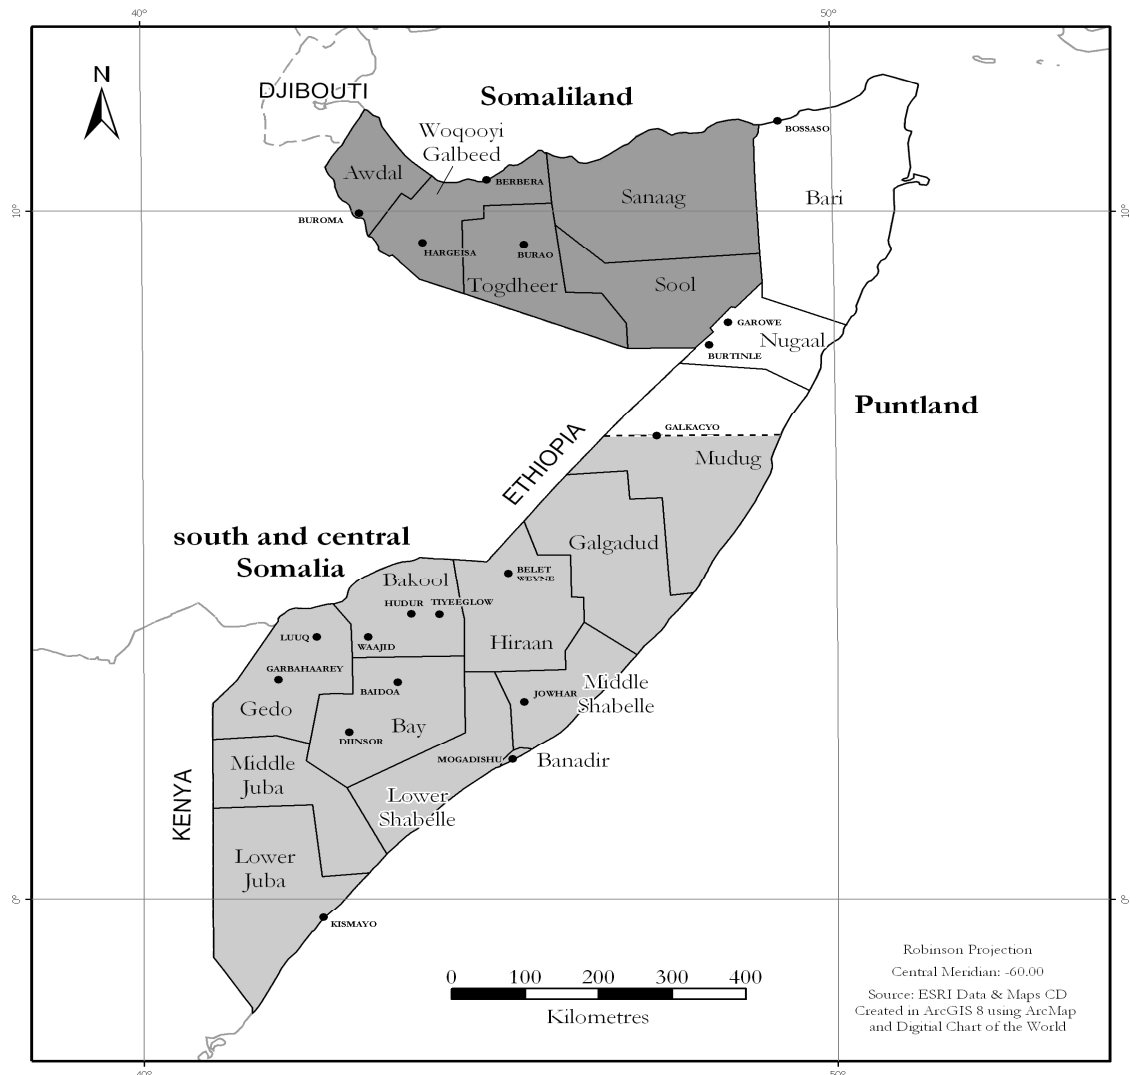 40°
50°
N
DJIBOUTI
Somaliland
BOSSASO
Woqooyi
Galbeed
Awdal
BERBERA
Sanaag
Bari
10°
10°
BUROMA
HARGEISA
BURAO
Togdheer
Sool
GAROWE
Nugaal
BURTINLE
Puntland
GALKACYO
ETHIOPIA
Mudug
south and central
Somalia
Galgadud
BELET
WEYNE
Bakool
HUDUR
TIYEEGLOW
LUUQ
WAAJID
Hiraan
GARBAHAAREY
BAIDOA
JOWHAR
Middle
Shabelle
Gedo
Bay
DIINSOR
MOGADISHU
Banadir
Middle
Juba
KENYA
Lower
Shabelle
Lower
Juba
0°
0°
KISMAYO
0 100 200 300 400
Kilometres
Robinson Projection
Central Meridian: -60.00
Source: ESRI Data & Maps CD
Created in ArcGIS 8 using ArcMap
and Digitial Chart of the World
40°
50°